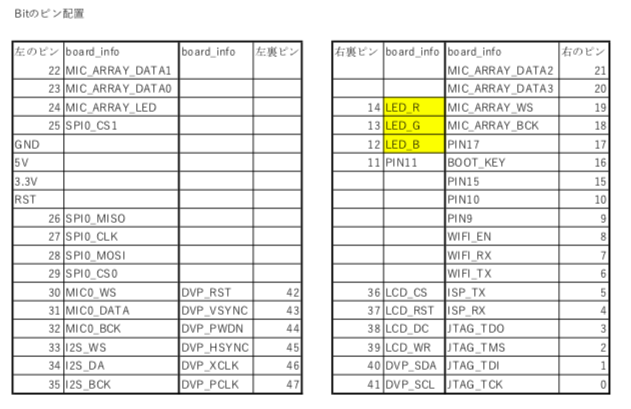 Bitのピン配置
左のピン board_info board_info 左裏ピン 右裏ピン board_info board_info 右のピン
22 MIC_ARRAY_DATA1 MIC_ARRAY_DATA2 21
23 MIC_ARRAY_DATA0 MIC_ARRAY_DATA3 20
24 MIC_ARRAY_LED 14 LED_R MIC_ARRAY_WS 19
25 SPI0_CS1 13 LED_G MIC_ARRAY_BCK 18
GND 12 LED_B PIN17 17
5V 11 PIN11 BOOT_KEY 16
3.3V PIN15 15
RST PIN10 10
26 SPI0_MISO PIN9 9
27 SPI0_CLK WIFI_EN 8
28 SPI0_MOSI WIFI_RX 7
29 SPI0_CS0 WIFI_TX 6
30 MIC0_WS DVP_RST 42 36 LCD_CS ISP_TX 5
31 MIC0_DATA DVP_VSYNC 43 37 LCD_RST ISP_RX 4
32 MIC0_BCK DVP_PWDN 44 38 LCD_DC JTAG_TDO 3
33 I2S_WS DVP_HSYNC 45 39 LCD_WR JTAG_TMS 2
34 I2S_DA DVP_XCLK 46 40 DVP_SDA JTAG_TDI 1
35 I2S_BCK DVP_PCLK 47 41 DVP_SCL JTAG_TCK 0